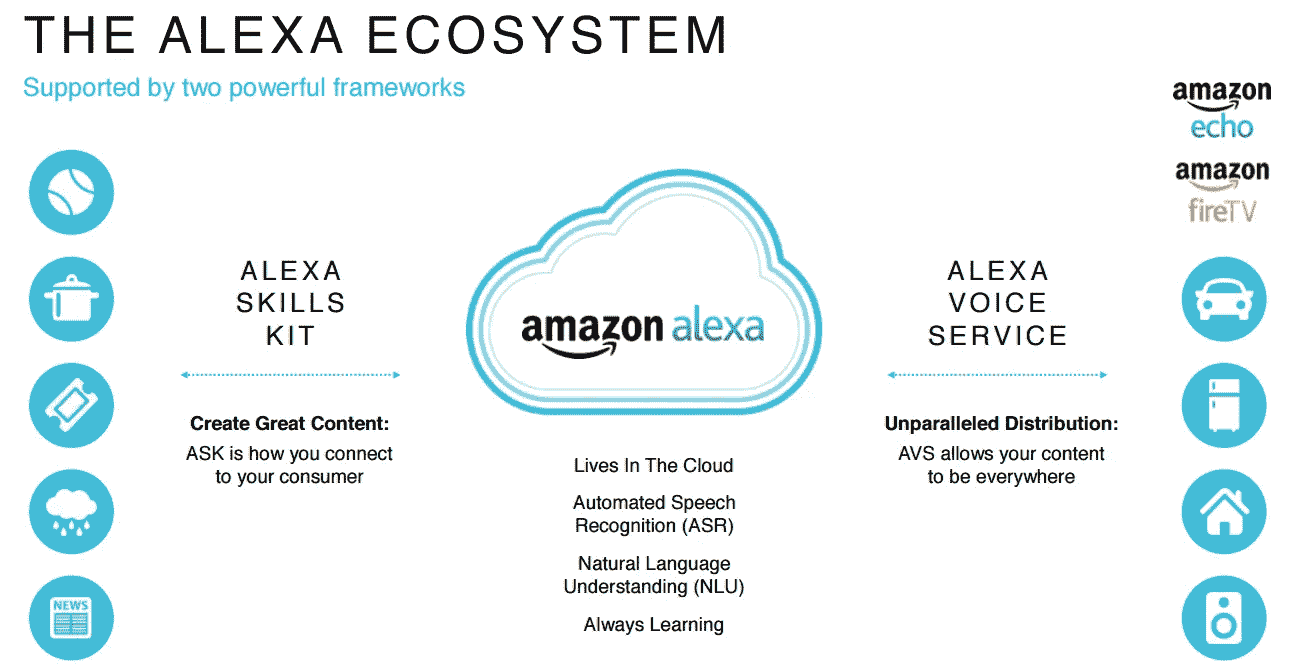 THE ALEXA ECOSYSTEM
Supported by two powerful frameworks
NEWS
ALEXA
SKILLS
KIT
Create Great Content:
ASK is how you connect
to your consumer
amazon alexa
Lives In The Cloud
Automated Speech
Recognition (ASR)
Natural Language
Understanding (NLU)
Always Learning
ALEXA
VOICE
SERVICE
Unparalleled Distribution:
AVS allows your content
to be everywhere
amazon
echo
amazon
fireTV